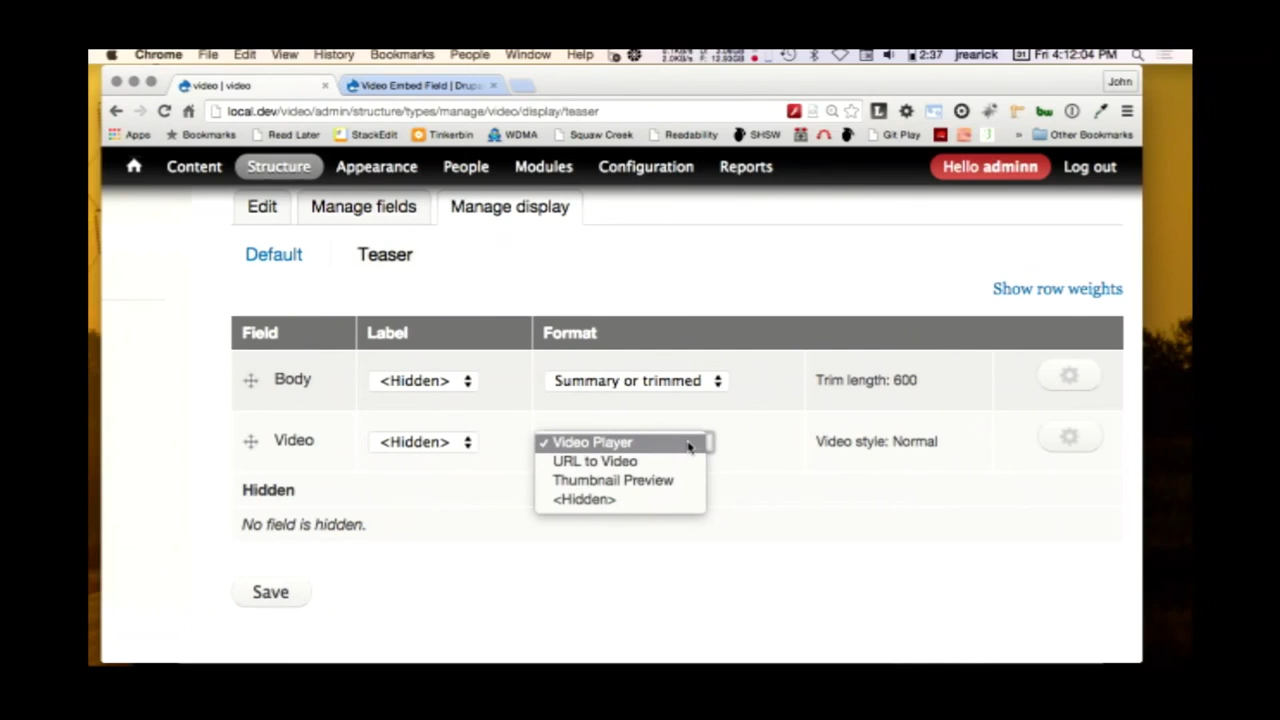 Chrome File Edit View History Bookmarks People Window Help 2:37 jrearick Fri 4:12:04 PM
video | video Video Embed Field | Drup John
local.dev/video/admin/structure/types/manage/video/display/teaser
Apps Bookmarks Read Later StackEdit Tinkerbin WDMA Squaw Creek Readability SHSW Git Play » Other Bookmarks
Content Structure Appearance People Modules Configuration Reports Hello adminn Log out
Edit Manage fields Manage display
Default Teaser
Show row weights
Field Label Format
Body <Hidden> Summary or trimmed Trim length: 600
Video <Hidden> ✓ Video Player Video style: Normal
URL to Video
Thumbnail Preview
<Hidden>
Hidden
No field is hidden.
Save